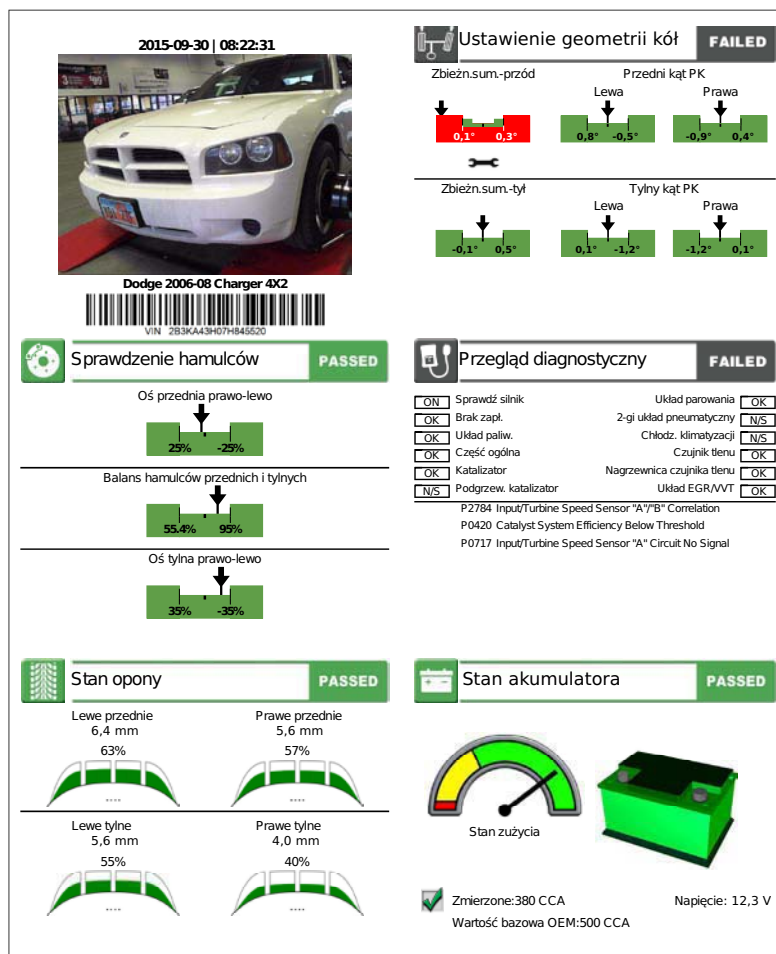 2015-09-30 | 08:22:31
Dodge 2006-08 Charger 4X2
VIN 2B3KA43H07H845520
Ustawienie geometrii kół FAILED
Zbieżn.sum.-przód Przedni kąt PK
Lewa Prawa
0,1° 0,3° 0,8° -0,5° -0,9° 0,4°
Zbieżn.sum.-tył Tylny kąt PK
Lewa Prawa
-0,1° 0,5° 0,1° -1,2° -1,2° 0,1°
Sprawdzenie hamulców PASSED
Oś przednia prawo-lewo
25% -25%
Balans hamulców przednich i tylnych
55.4% 95%
Oś tylna prawo-lewo
35% -35%
Przegląd diagnostyczny FAILED
ON Sprawdź silnik Układ parowania OK
OK Brak zapł. 2-gi układ pneumatyczny N/S
OK Układ paliw. Chłodz. klimatyzacji N/S
OK Część ogólna Czujnik tlenu OK
OK Katalizator Nagrzewnica czujnika tlenu OK
N/S Podgrzew. katalizator Układ EGR/VVT OK
P2784 Input/Turbine Speed Sensor "A"/"B" Correlation
P0420 Catalyst System Efficiency Below Threshold
P0717 Input/Turbine Speed Sensor "A" Circuit No Signal
Stan opony PASSED
Lewe przednie Prawe przednie
6,4 mm 5,6 mm
63% 57%
---- ----
Lewe tylne Prawe tylne
5,6 mm 4,0 mm
55% 40%
---- ----
Stan akumulatora PASSED
Stan zużycia
Zmierzone:380 CCA Napięcie: 12,3 V
Wartość bazowa OEM:500 CCA